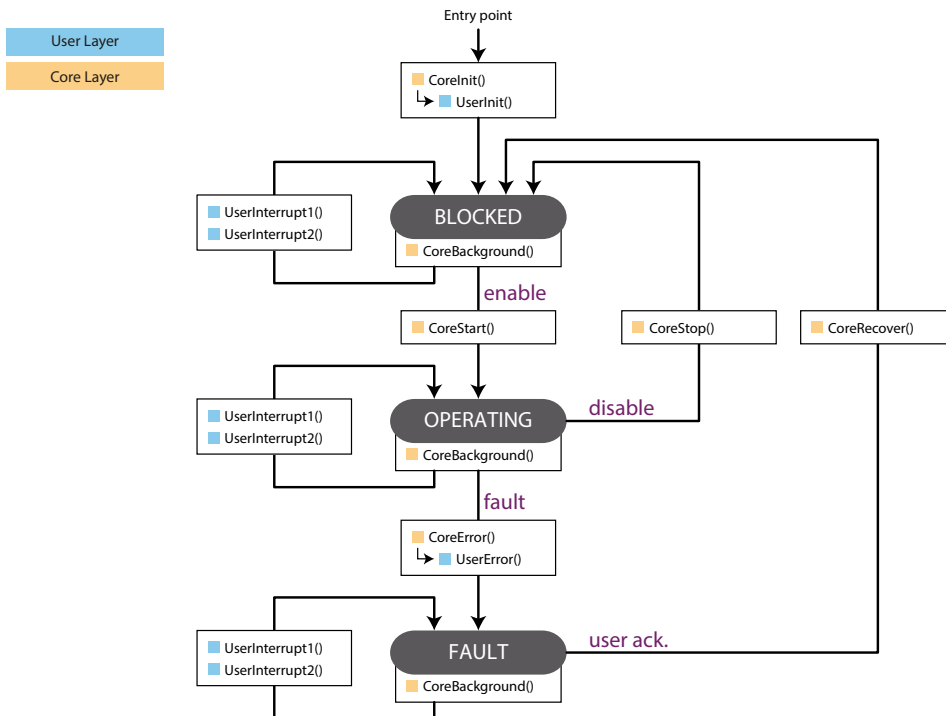 Entry point
User Layer
Core Layer
CoreInit()
UserInit()
UserInterrupt1()
UserInterrupt2()
BLOCKED
CoreBackground()
enable
CoreStart()
CoreStop()
CoreRecover()
UserInterrupt1()
UserInterrupt2()
OPERATING
disable
CoreBackground()
fault
CoreError()
UserError()
UserInterrupt1()
UserInterrupt2()
FAULT
user ack.
CoreBackground()